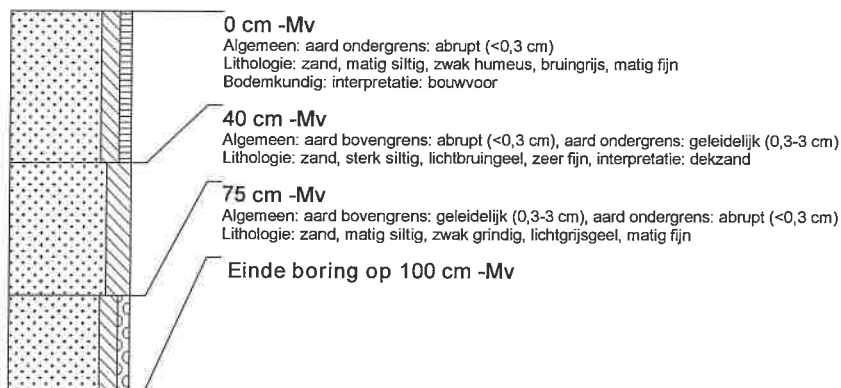 0 cm -Mv
Algemeen: aard ondergrens: abrupt (<0,3 cm)
Lithologie: zand, matig siltig, zwak humeus, bruingrijs, matig fijn
Bodemkundig: interpretatie: bouwvoor
40 cm -Mv
Algemeen: aard bovengrens: abrupt (<0,3 cm), aard ondergrens: geleidelijk (0,3-3 cm)
Lithologie: zand, sterk siltig, lichtbruingeel, zeer fijn, interpretatie: dekzand
75 cm -Mv
Algemeen: aard bovengrens: geleidelijk (0,3-3 cm), aard ondergrens: abrupt (<0,3 cm)
Lithologie: zand, matig siltig, zwak grindig, lichtgrijsgeel, matig fijn
Einde boring op 100 cm -Mv